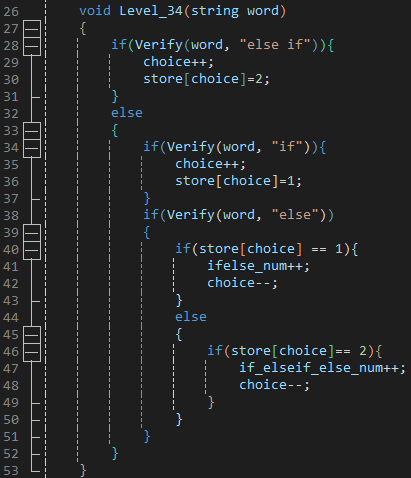 26 void Level_34(string word)
27 {
28 if(Verify(word, "else if")){
29 choice++;
30 store[choice]=2;
31 }
32 else
33 {
34 if(Verify(word, "if")){
35 choice++;
36 store[choice]=1;
37 }
38 if(Verify(word, "else"))
39 {
40 if(store[choice] == 1){
41 ifelse_num++;
42 choice--;
43 }
44 else
45 {
46 if(store[choice]== 2){
47 if_elseif_else_num++;
48 choice--;
49 }
50 }
51 }
52 }
53 }